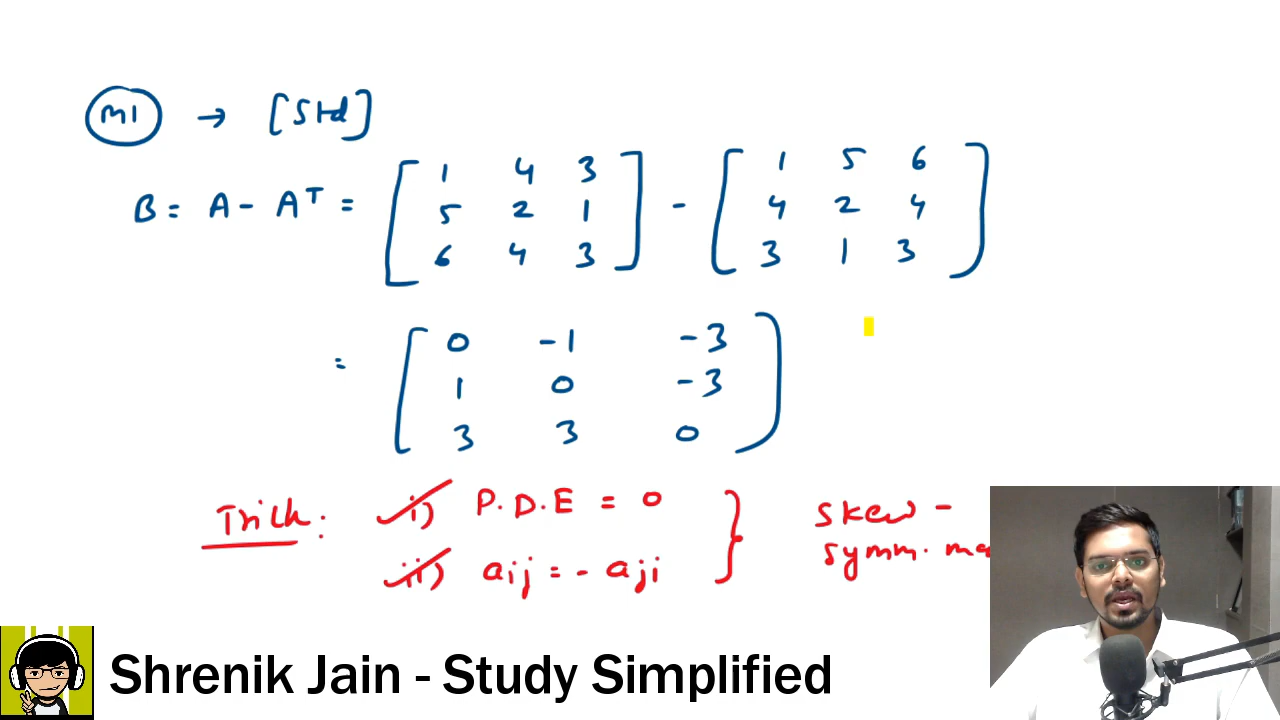 M1 → [Std]
B = A - Aᵀ = [ 1 4 3 ] - [ 1 5 6 ]
5 2 1 4 2 4
6 4 3 3 1 3
= [ 0 -1 -3 ]
1 0 -3
3 3 0
Trick: i) P.D.E = 0 } skew -
ii) aij = - aji symm. ma
Shrenik Jain - Study Simplified